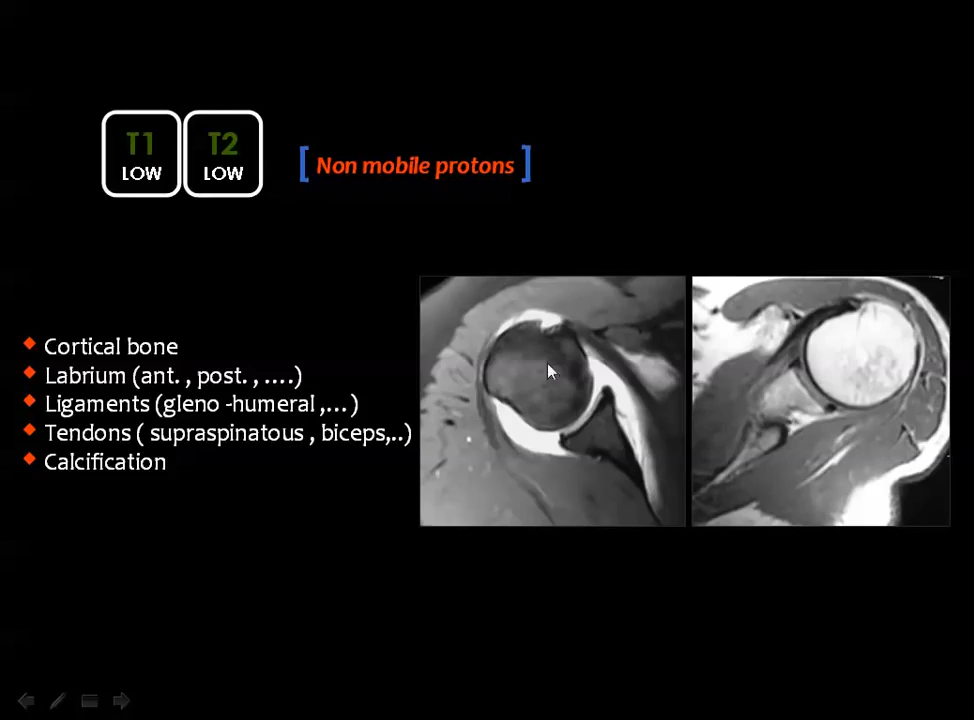 T1 T2
LOW LOW
[ Non mobile protons ]
Cortical bone
Labrium (ant. , post. , ....)
Ligaments (gleno -humeral ,...)
Tendons ( supraspinatous , biceps,..)
Calcification